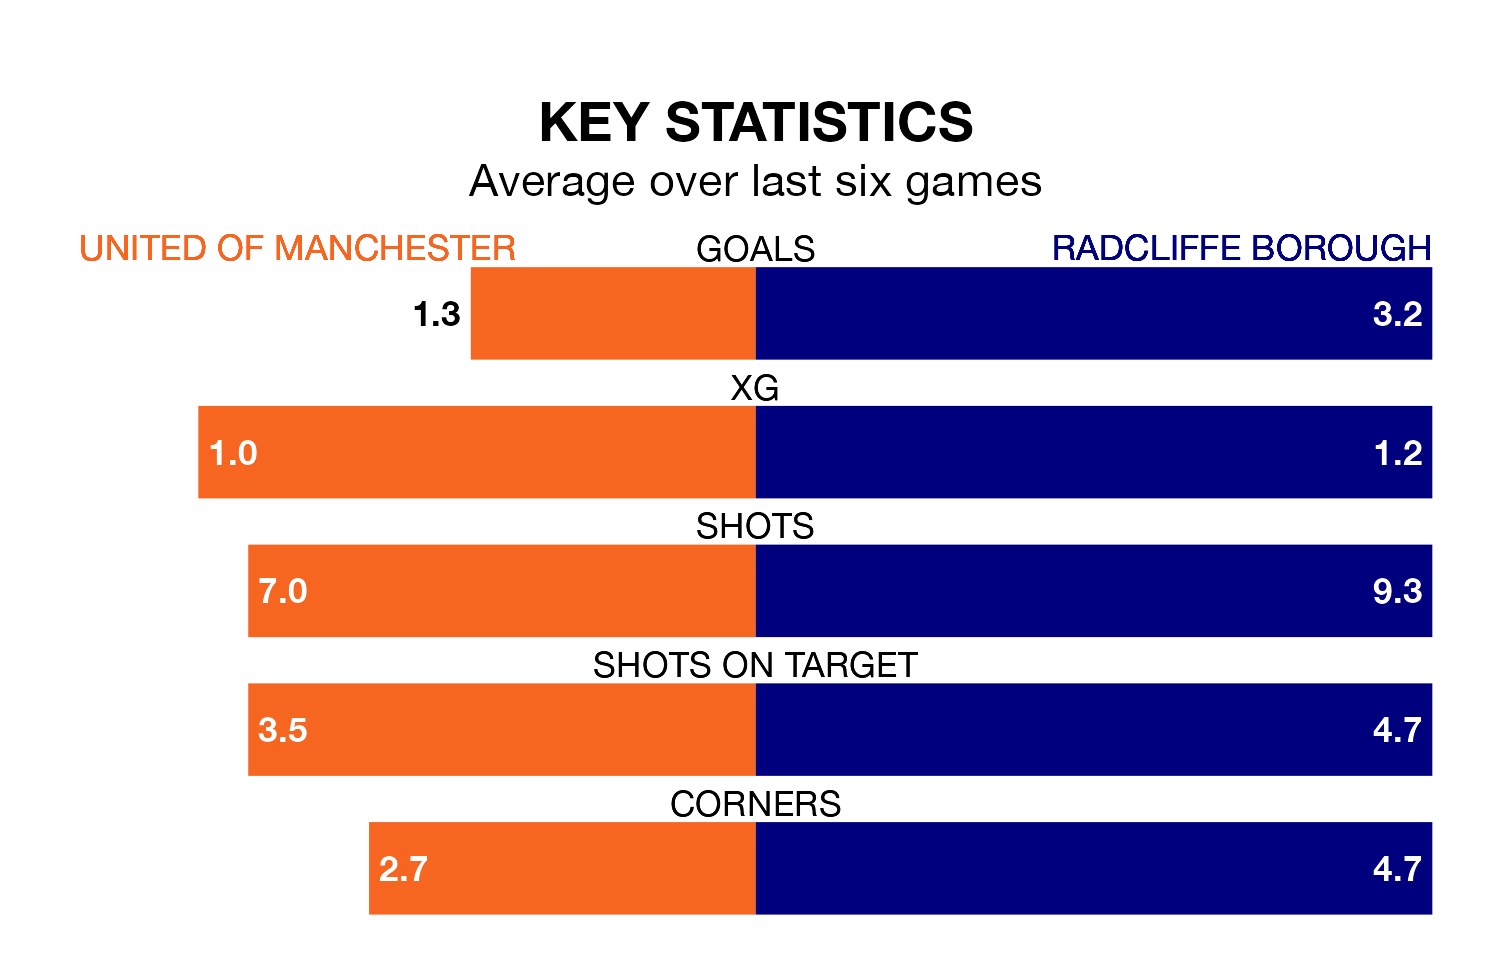 KEY STATISTICS
Average over last six games
UNITED OF MANCHESTER GOALS RADCLIFFE BOROUGH
1.3 3.2
XG
1.0 1.2
SHOTS
7.0 9.3
SHOTS ON TARGET
3.5 4.7
CORNERS
2.7 4.7